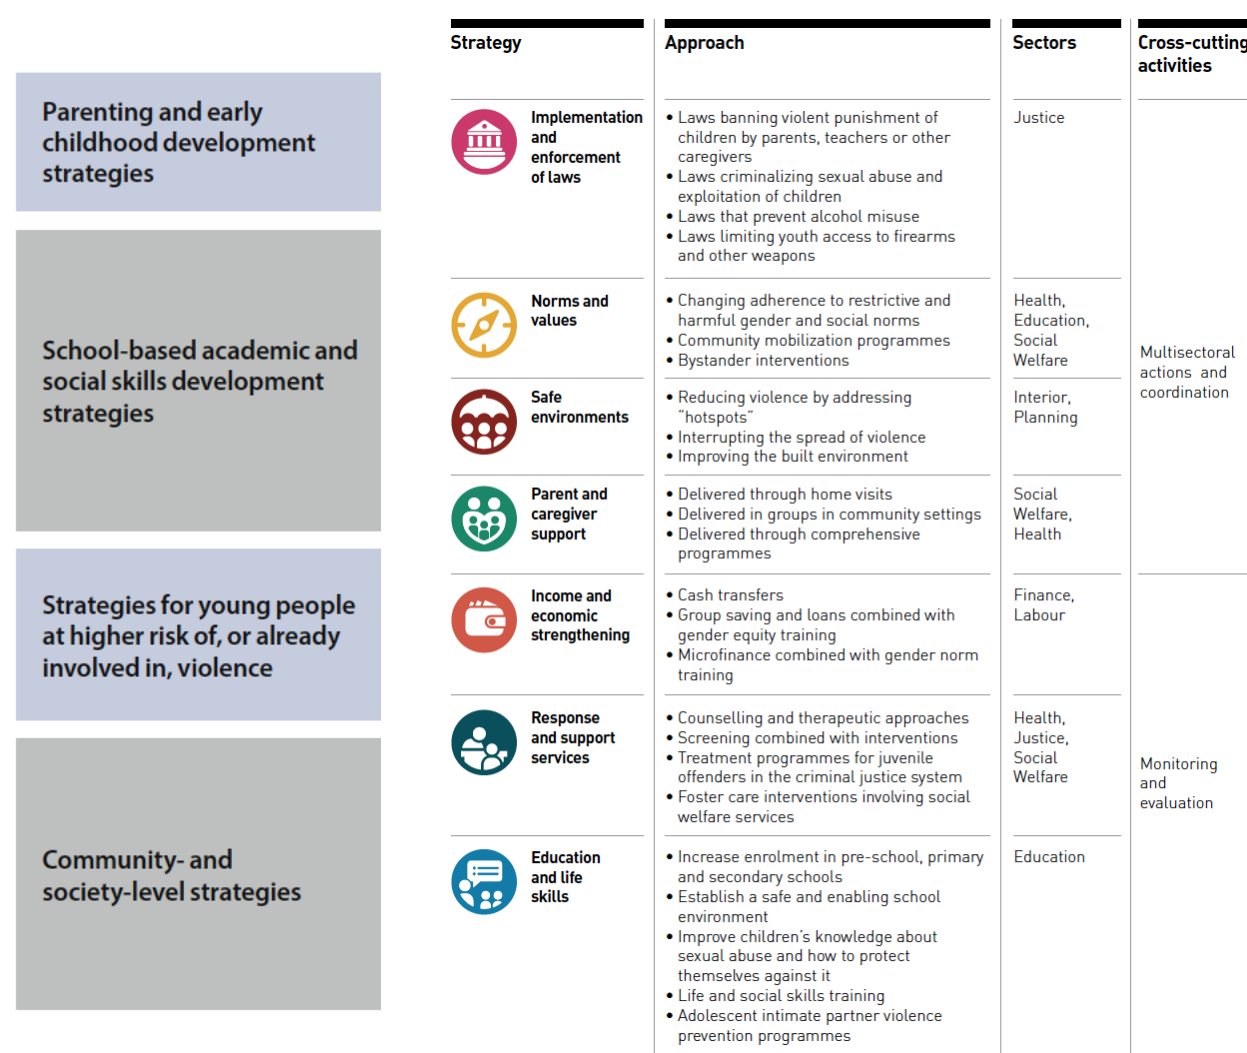 Parenting and early
childhood development
strategies
School-based academic and
social skills development
strategies
Strategies for young people
at higher risk of, or already
involved in, violence
Community- and
society-level strategies
Strategy
Approach
Sectors
Cross-cutting
activities
Implementation
and
enforcement
of laws
• Laws banning violent punishment of
children by parents, teachers or other
caregivers
• Laws criminalizing sexual abuse and
exploitation of children
• Laws that prevent alcohol misuse
• Laws limiting youth access to firearms
and other weapons
Justice
Norms and
values
• Changing adherence to restrictive and
harmful gender and social norms
• Community mobilization programmes
• Bystander interventions
Health,
Education,
Social
Welfare
Safe
environments
• Reducing violence by addressing
"hotspots"
• Interrupting the spread of violence
• Improving the built environment
Interior,
Planning
Parent and
caregiver
support
• Delivered through home visits
• Delivered in groups in community settings
• Delivered through comprehensive
programmes
Social
Welfare,
Health
Multisectoral
actions and
coordination
Income and
economic
strengthening
• Cash transfers
• Group saving and loans combined with
gender equity training
• Microfinance combined with gender norm
training
Finance,
Labour
Response
and support
services
• Counselling and therapeutic approaches
• Screening combined with interventions
• Treatment programmes for juvenile
offenders in the criminal justice system
• Foster care interventions involving social
welfare services
Health,
Justice,
Social
Welfare
Education
and life
skills
• Increase enrolment in pre-school, primary
and secondary schools
• Establish a safe and enabling school
environment
• Improve children's knowledge about
sexual abuse and how to protect
themselves against it
• Life and social skills training
• Adolescent intimate partner violence
prevention programmes
Education
Monitoring
and
evaluation